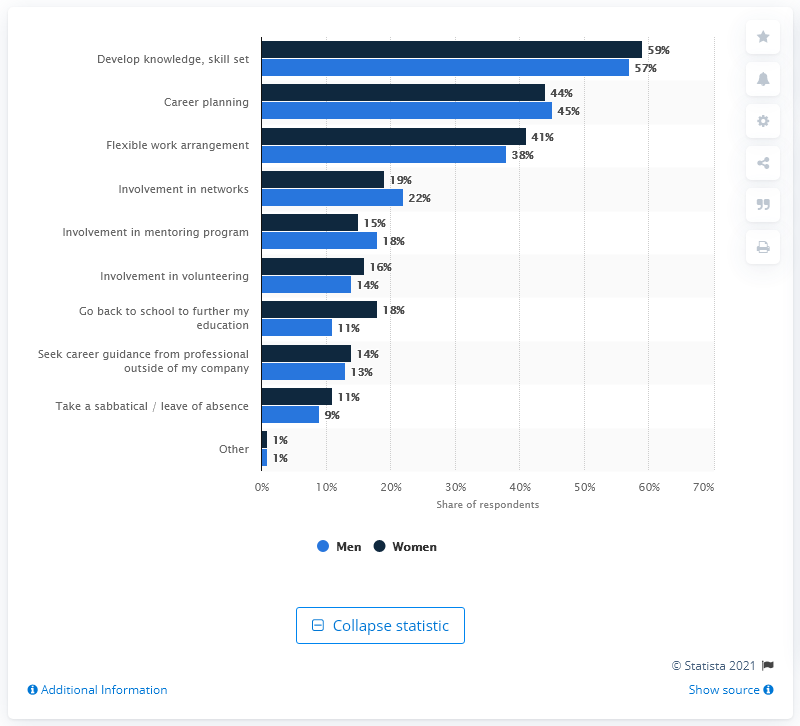 Develop knowledge, skill set
59%
57%
Career planning
44%
45%
Flexible work arrangement
41%
38%
Involvement in networks
19%
22%
Involvement in mentoring program
15%
18%
Involvement in volunteering
16%
14%
Go back to school to further my
education
18%
11%
Seek career guidance from professional
outside of my company
14%
13%
Take a sabbatical / leave of absence
11%
9%
Other
1%
1%
0% 10% 20% 30% 40% 50% 60% 70%
Share of respondents
Men Women
Collapse statistic
© Statista 2021
Additional Information
Show source